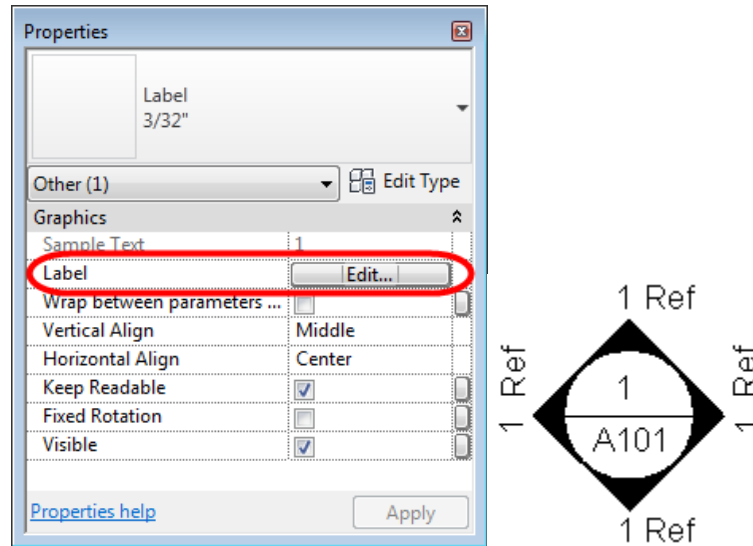 Properties
Label
3/32"
Other (1)
Edit Type
Graphics
Sample Text 1
Label Edit...
Wrap between parameters ...
Vertical Align Middle
Horizontal Align Center
Keep Readable
Fixed Rotation
Visible
Properties help
Apply
1 Ref
1 Ref
1
A101
1 Ref
1 Ref